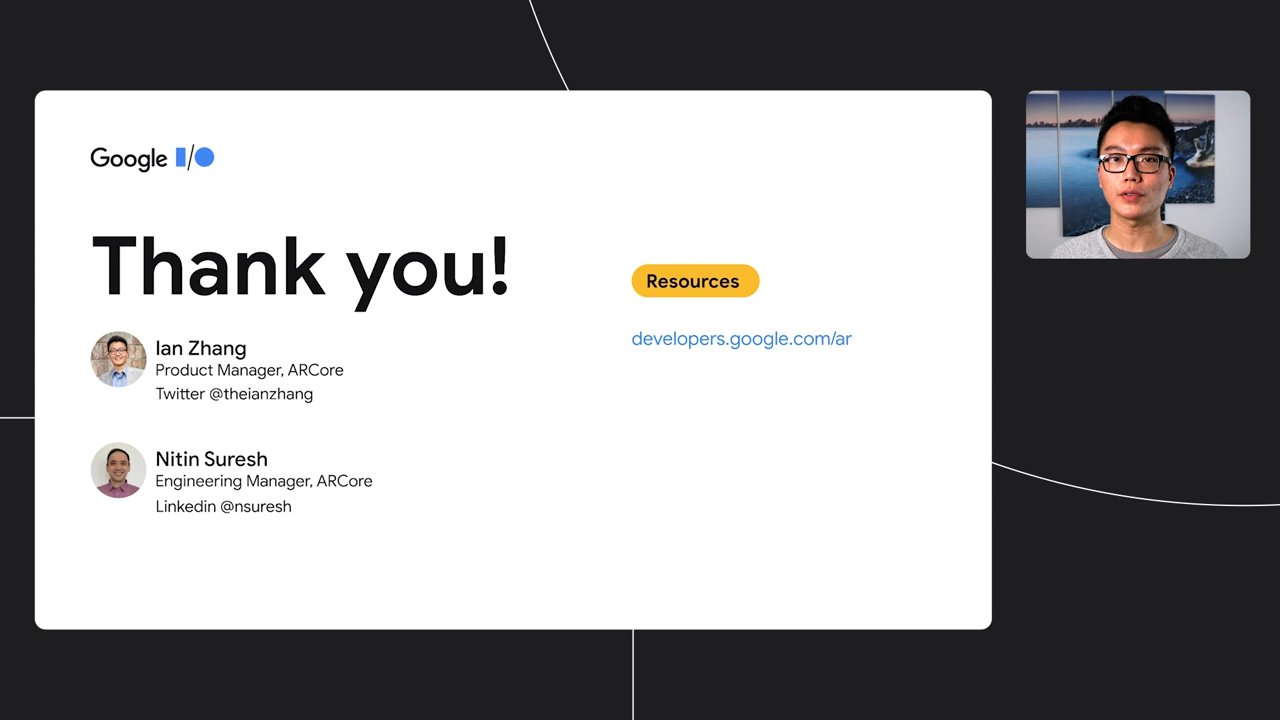 Google I/O
Thank you!
Ian Zhang
Product Manager, ARCore
Twitter @theianzhang
Nitin Suresh
Engineering Manager, ARCore
Linkedin @nsuresh
Resources
developers.google.com/ar